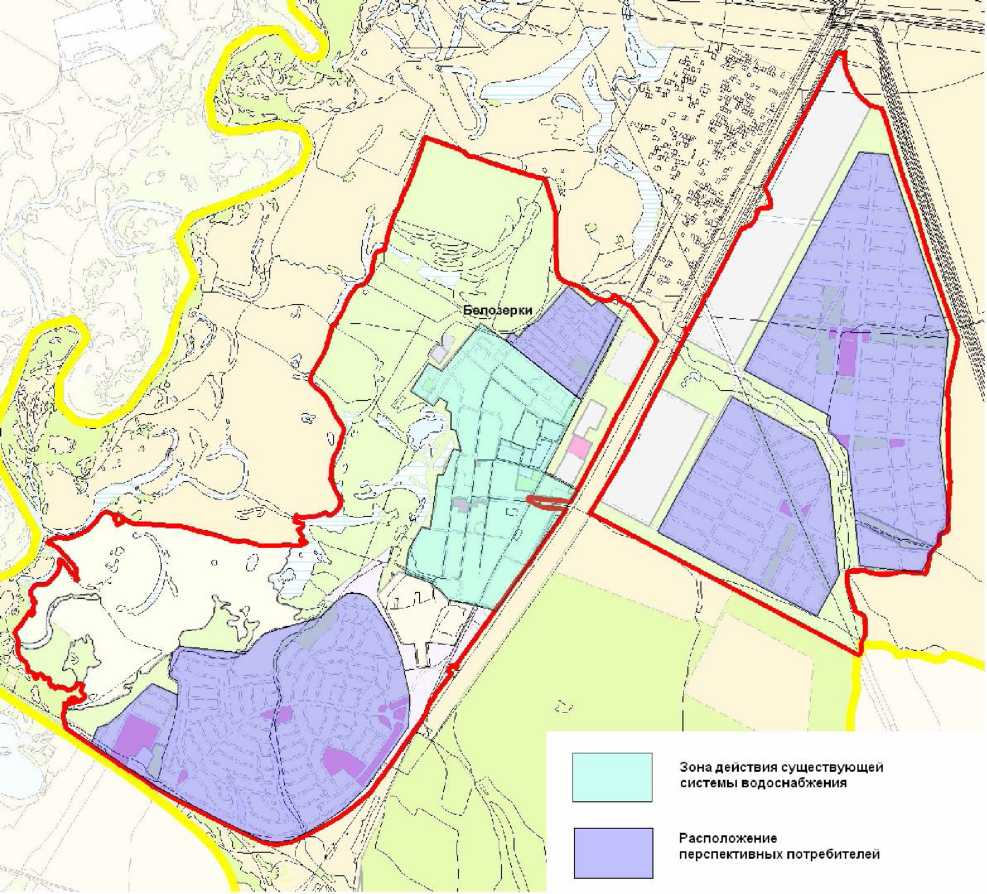 Белозерки
Зона действия существующей
системы водоснабжения
Расположение
перспективных потребителей